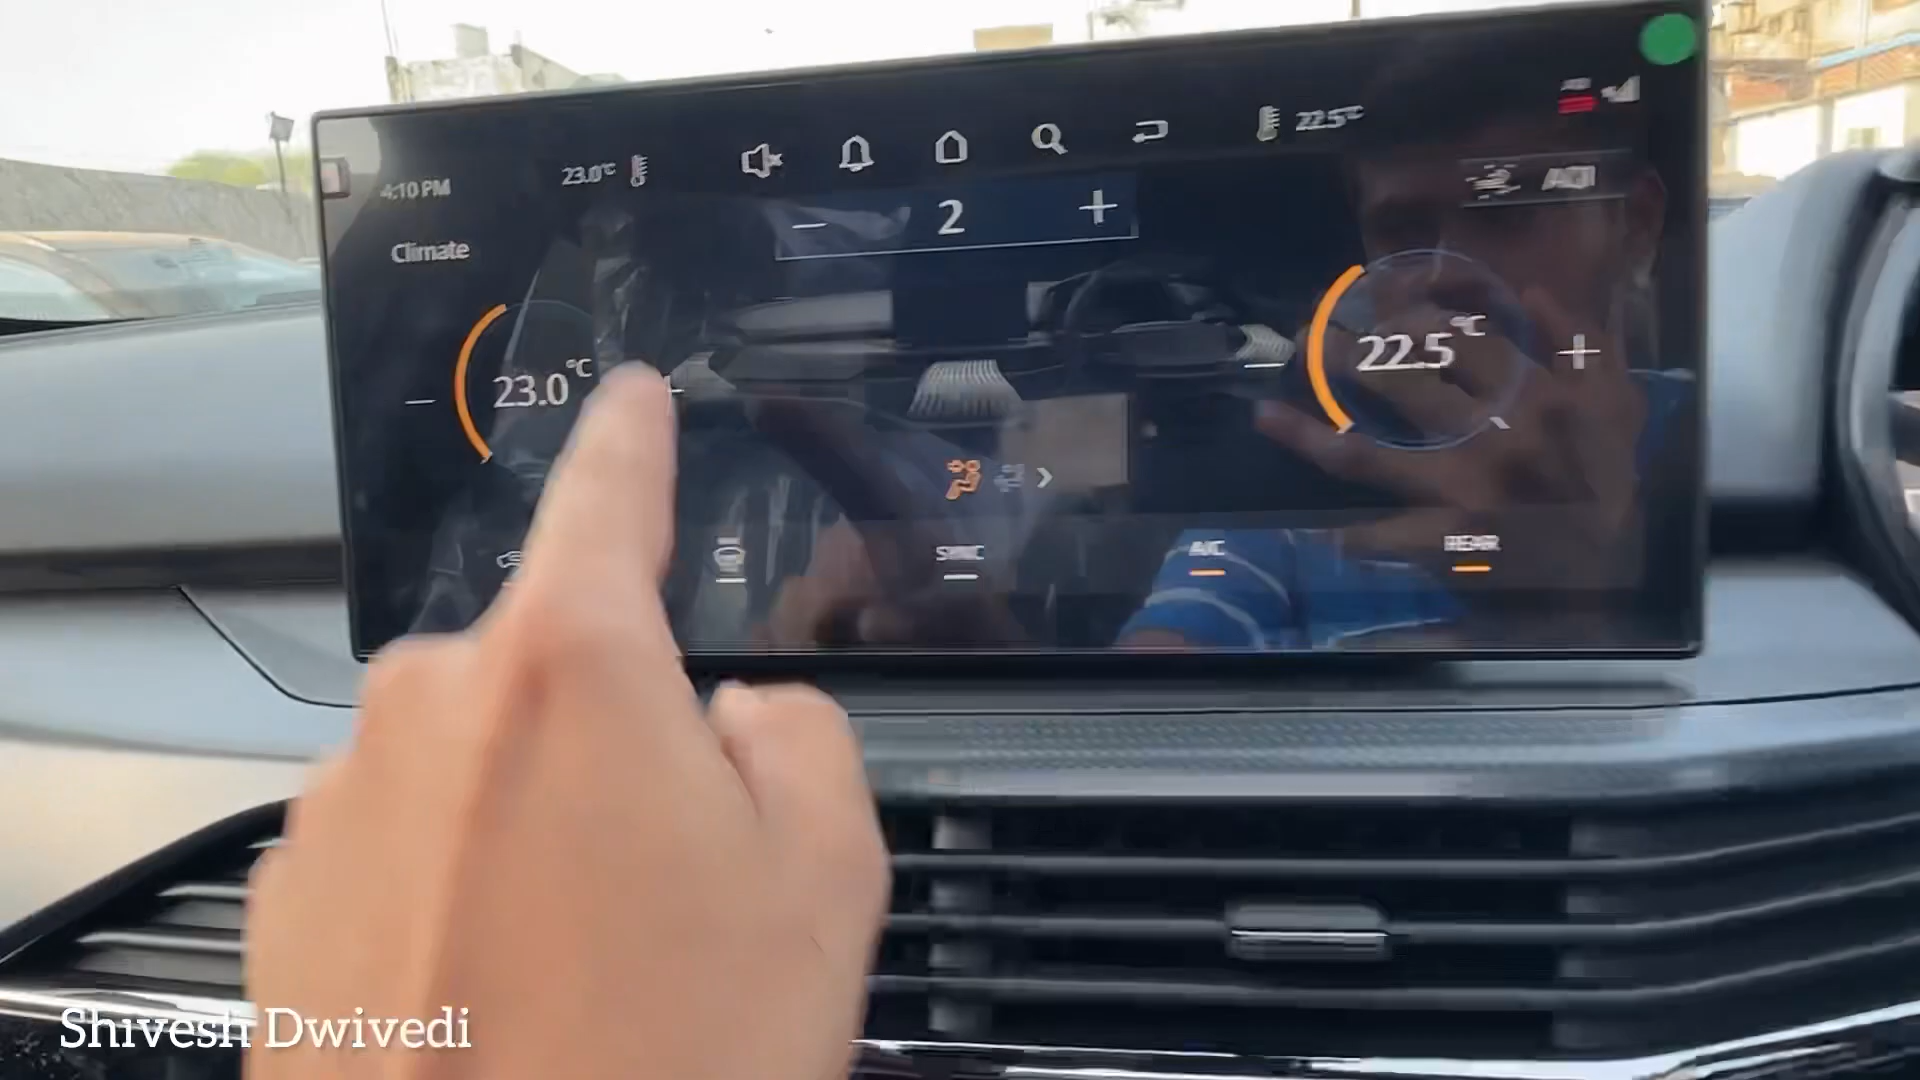 4:10 PM
23.0°C
22.5°C
Climate
2
23.0°C
22.5°C
SYNC
A/C
REAR
Shivesh Dwivedi